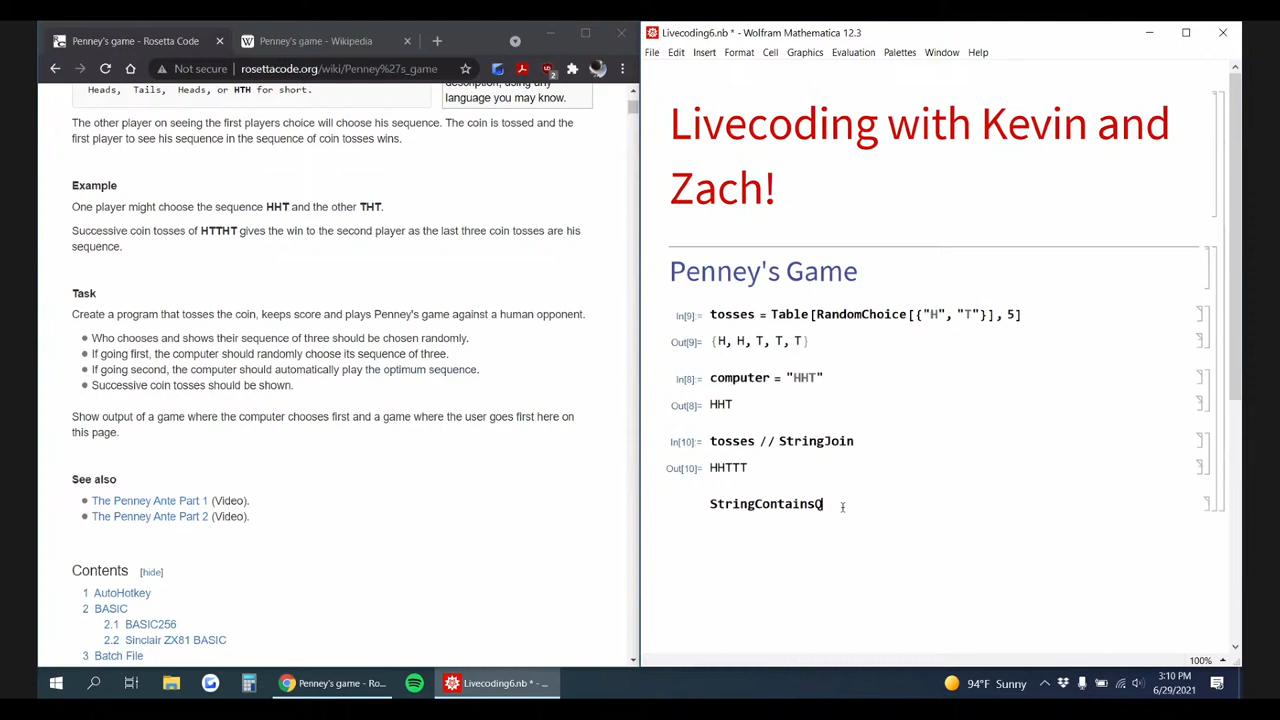 Penney's game - Rosetta Code
Penney's game - Wikipedia
Not secure
rosettacode.org/wiki/Penney%27s_game
Heads, Tails, Heads, or HTH for short.
description, using any
language you may know.
The other player on seeing the first players choice will choose his sequence. The coin is tossed and the
first player to see his sequence in the sequence of coin tosses wins.
Example
One player might choose the sequence HHT and the other THT.
Successive coin tosses of HTTHT gives the win to the second player as the last three coin tosses are his
sequence.
Task
Create a program that tosses the coin, keeps score and plays Penney's game against a human opponent.
Who chooses and shows their sequence of three should be chosen randomly.
If going first, the computer should randomly choose its sequence of three.
If going second, the computer should automatically play the optimum sequence.
Successive coin tosses should be shown.
Show output of a game where the computer chooses first and a game where the user goes first here on
this page.
See also
The Penney Ante Part 1 (Video).
The Penney Ante Part 2 (Video).
Contents [hide]
1 AutoHotkey
2 BASIC
2.1 BASIC256
2.2 Sinclair ZX81 BASIC
3 Batch File
Livecoding6.nb * - Wolfram Mathematica 12.3
File Edit Insert Format Cell Graphics Evaluation Palettes Window Help
Livecoding with Kevin and
Zach!
Penney's Game
In[9]:= tosses = Table[RandomChoice[{"H", "T"}], 5]
Out[9]= {H, H, T, T, T}
In[8]:= computer = "HHT"
Out[8]= HHT
In[10]:= tosses // StringJoin
Out[10]= HHTTT
StringContainsQ
100%
Penney's game - Ro...
Livecoding6.nb * - ...
94°F Sunny
3:10 PM
6/29/2021